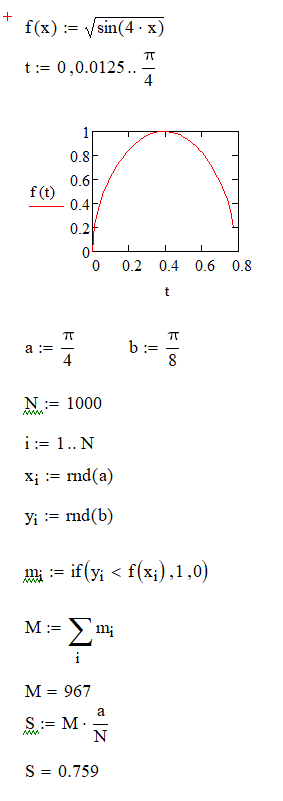 f(x) := √sin(4·x)
t := 0,0.0125.. π/4
1
0.8
0.6
f(t) 0.4
0.2
0
0 0.2 0.4 0.6 0.8
t
a := π/4 b := π/8
N := 1000
i := 1.. N
xᵢ := rnd(a)
yᵢ := rnd(b)
mᵢ := if(yᵢ < f(xᵢ),1,0)
M := ∑ᵢ mᵢ
M = 967
S := M· a/N
S = 0.759